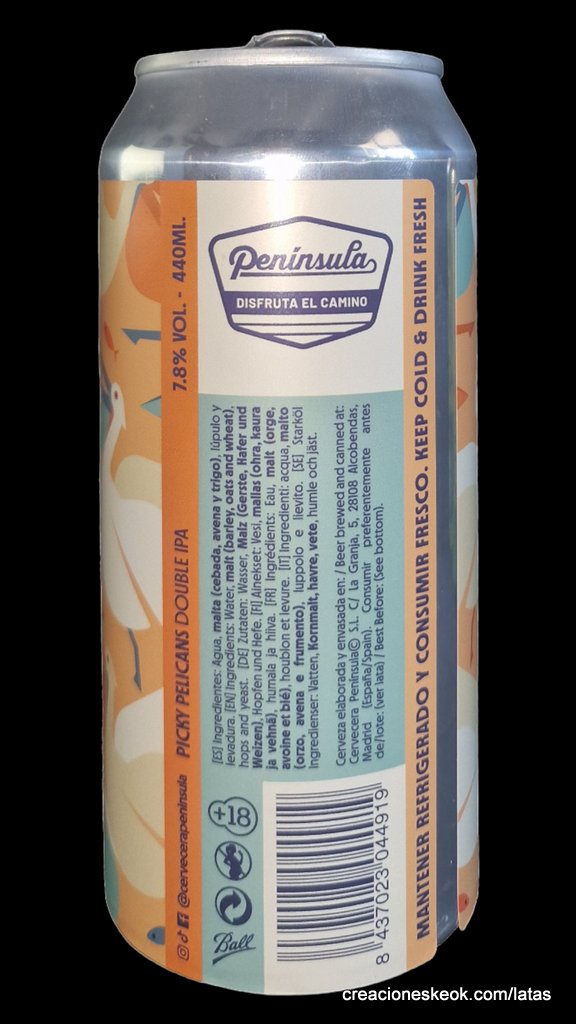 Península
DISFRUTA EL CAMINO
@cervecerapeninsula PICKY PELICANS DOUBLE IPA 7.8% VOL. - 440ML.
[ES] Ingredientes: Agua, malta (cebada, avena y trigo), lúpulo y
levadura. [EN] Ingredients: Water, malt (barley, oats and wheat),
hops and yeast. [DE] Zutaten: Wasser, Malz (Gerste, Hafer und
Weizen), Hopfen und Hefe. [FI] Ainekset: Vesi, mallas (ohra, kaura
ja vehnä), humala ja hiiva. [FR] Ingrédients: Eau, malt (orge,
avoine et blé), houblon et levure. [IT] Ingredienti: acqua, malto
(orzo, avena e frumento), luppolo e lievito. [SE] Starköl
Ingredienser: Vatten, Kornmalt, havre, vete, humle och jäst.
Cerveza elaborada y envasada en: / Beer brewed and canned at:
Cervecera Península© S.L. C/ La Granja, 5, 28108 Alcobendas,
Madrid (España/Spain). Consumir preferentemente antes
de/lote: (ver lata) / Best Before: (See bottom).
Ball
+18
8 437023 044919
MANTENER REFRIGERADO Y CONSUMIR FRESCO. KEEP COLD & DRINK FRESH
creacioneskeok.com/latas